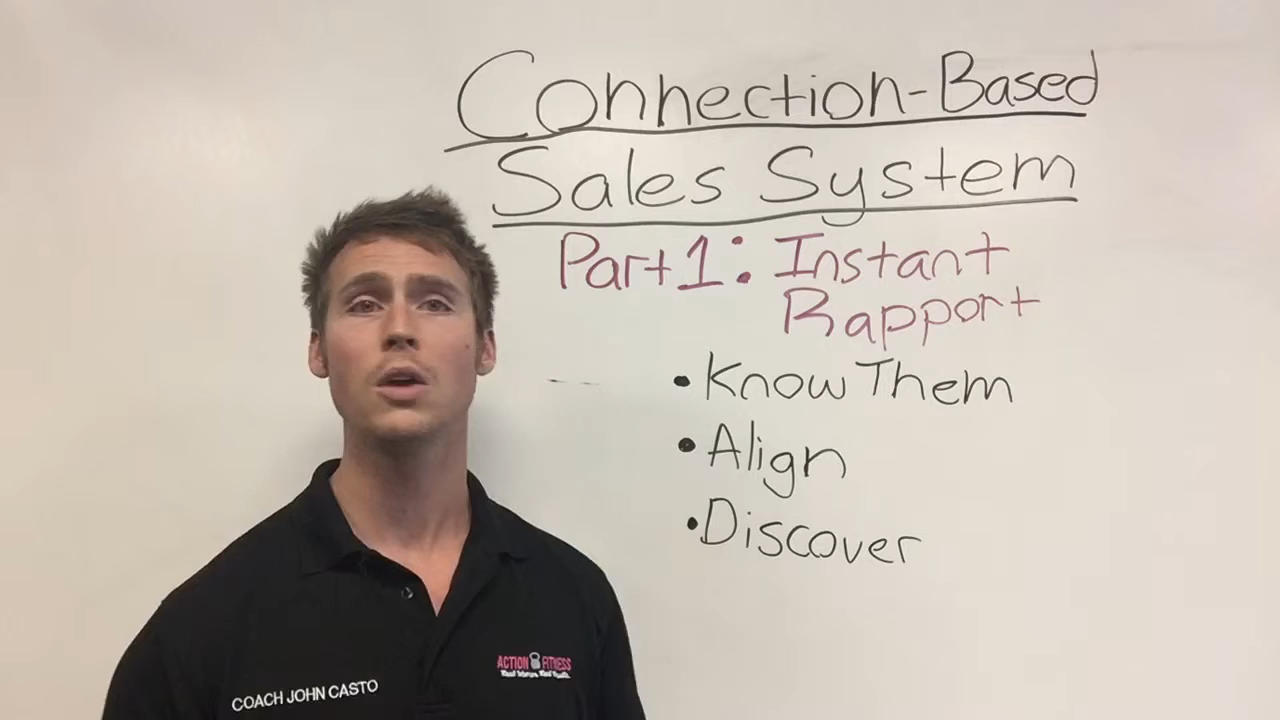 Connection-Based
Sales System
Part 1: Instant
Rapport
• Know Them
• Align
• Discover
ACTION FITNESS
COACH JOHN CASTO